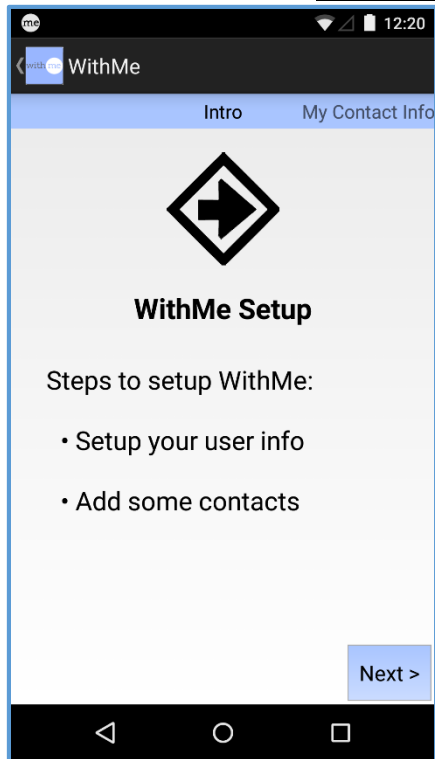 me
12:20
with me
WithMe
Intro
My Contact Info
WithMe Setup
Steps to setup WithMe:
• Setup your user info
• Add some contacts
Next >